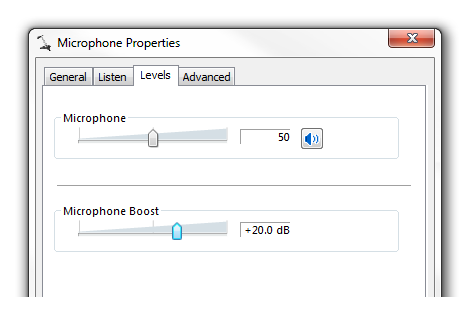 Microphone Properties
General Listen Levels Advanced
Microphone
50
Microphone Boost
+20.0 dB